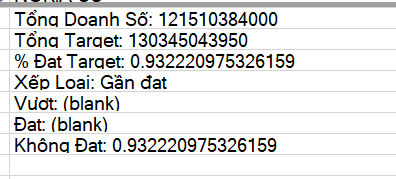 Tổng Doanh Số: 121510384000
Tổng Target: 130345043950
% Đạt Target: 0.932220975326159
Xếp Loại: Gần đạt
Vượt: (blank)
Đạt: (blank)
Không Đạt: 0.932220975326159